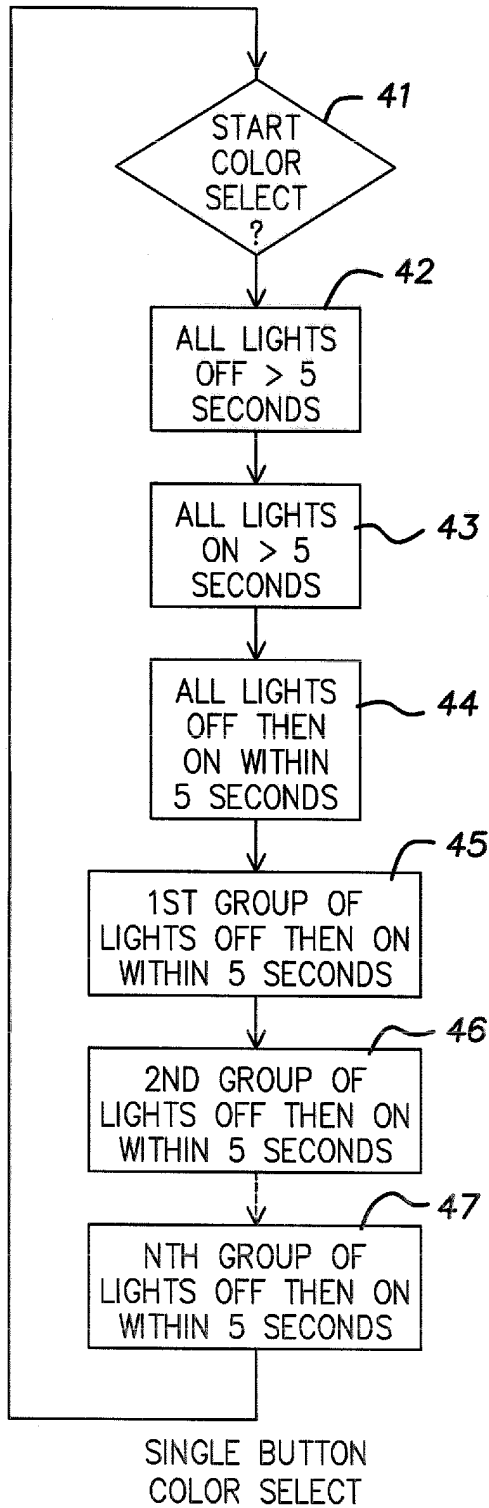 41
START
COLOR
SELECT
?
42
ALL LIGHTS
OFF > 5
SECONDS
43
ALL LIGHTS
ON > 5
SECONDS
44
ALL LIGHTS
OFF THEN
ON WITHIN
5 SECONDS
45
1ST GROUP OF
LIGHTS OFF THEN ON
WITHIN 5 SECONDS
46
2ND GROUP OF
LIGHTS OFF THEN ON
WITHIN 5 SECONDS
47
NTH GROUP OF
LIGHTS OFF THEN ON
WITHIN 5 SECONDS
SINGLE BUTTON
COLOR SELECT